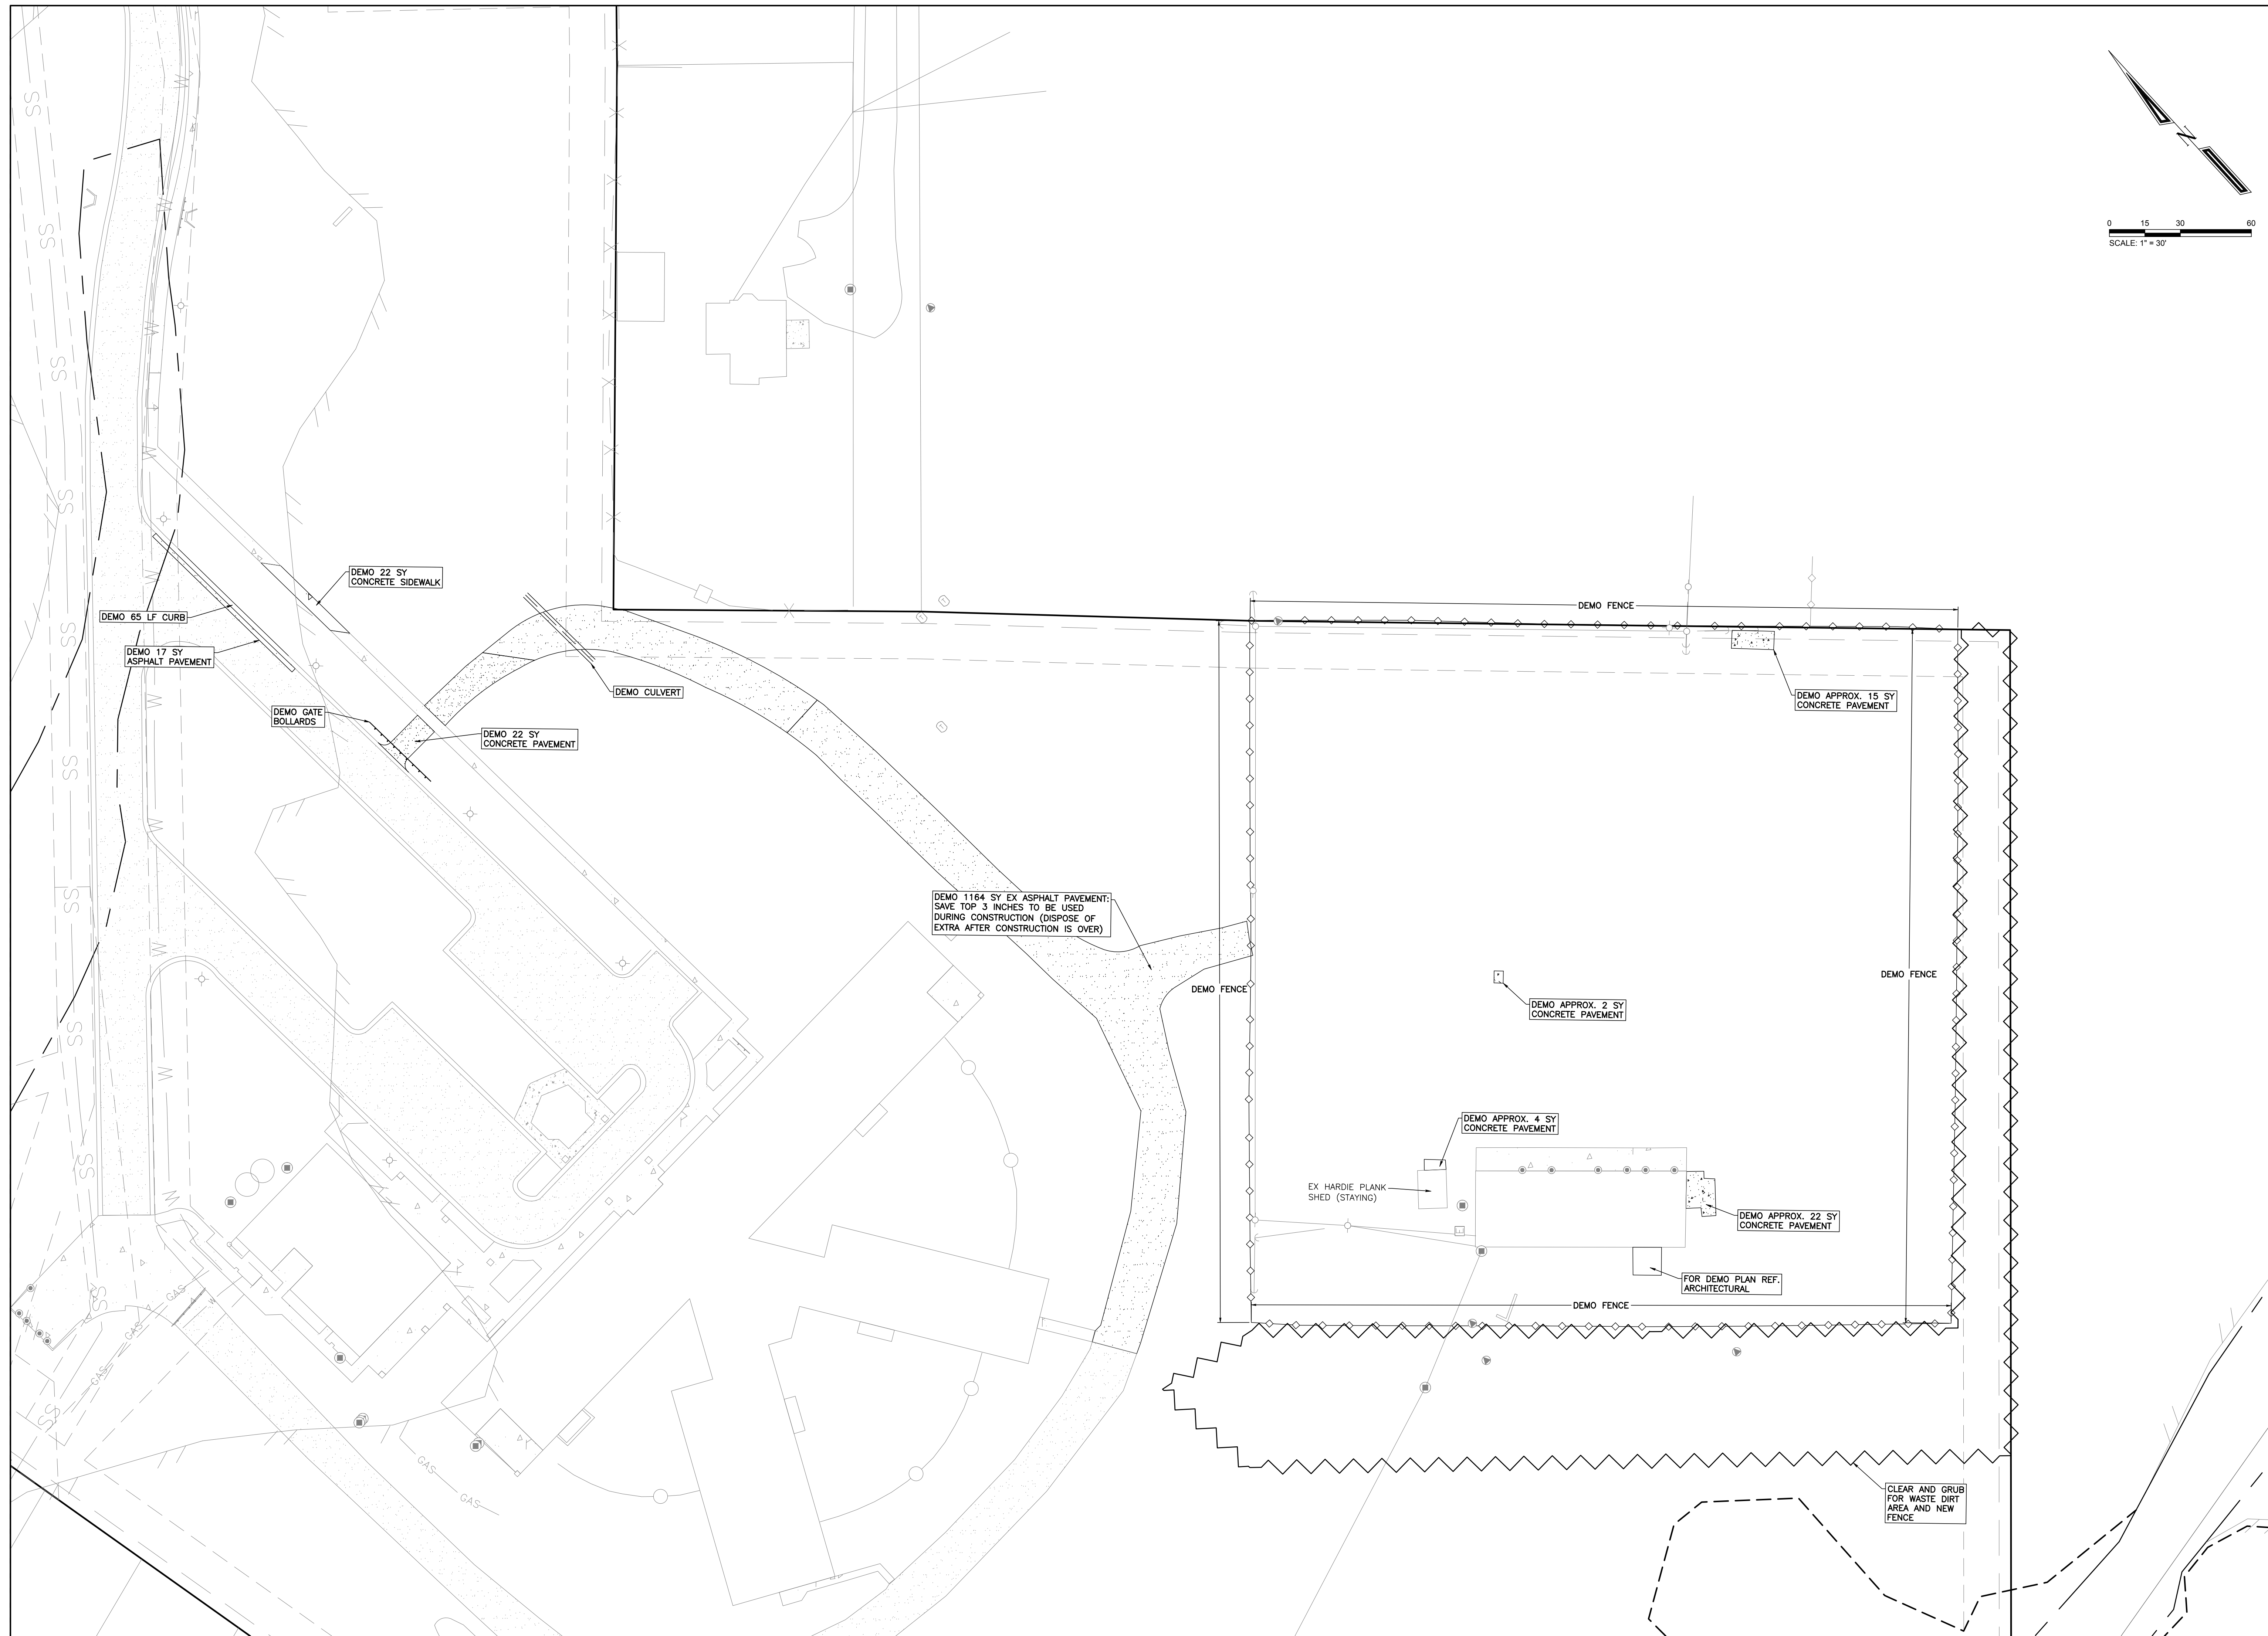 N
0 15 30 60
SCALE: 1" = 30'
SS
SS
SS
SS
SS
SS
SS
SS
SS
SS
SS
SS
W
W
W
W
W
W
W
W
W
DEMO 22 SY
CONCRETE SIDEWALK
DEMO 65 LF CURB
DEMO 17 SY
ASPHALT PAVEMENT
DEMO CULVERT
DEMO GATE
BOLLARDS
DEMO 22 SY
CONCRETE PAVEMENT
DEMO FENCE
DEMO APPROX. 15 SY
CONCRETE PAVEMENT
DEMO 1164 SY EX ASPHALT PAVEMENT:
SAVE TOP 3 INCHES TO BE USED
DURING CONSTRUCTION (DISPOSE OF
EXTRA AFTER CONSTRUCTION IS OVER)
DEMO FENCE
DEMO FENCE
DEMO APPROX. 2 SY
CONCRETE PAVEMENT
DEMO APPROX. 4 SY
CONCRETE PAVEMENT
EX HARDIE PLANK
SHED (STAYING)
E
DEMO APPROX. 22 SY
CONCRETE PAVEMENT
FOR DEMO PLAN REF.
ARCHITECTURAL
DEMO FENCE
GAS
GAS
GAS
GAS
GAS
CLEAR AND GRUB
FOR WASTE DIRT
AREA AND NEW
FENCE